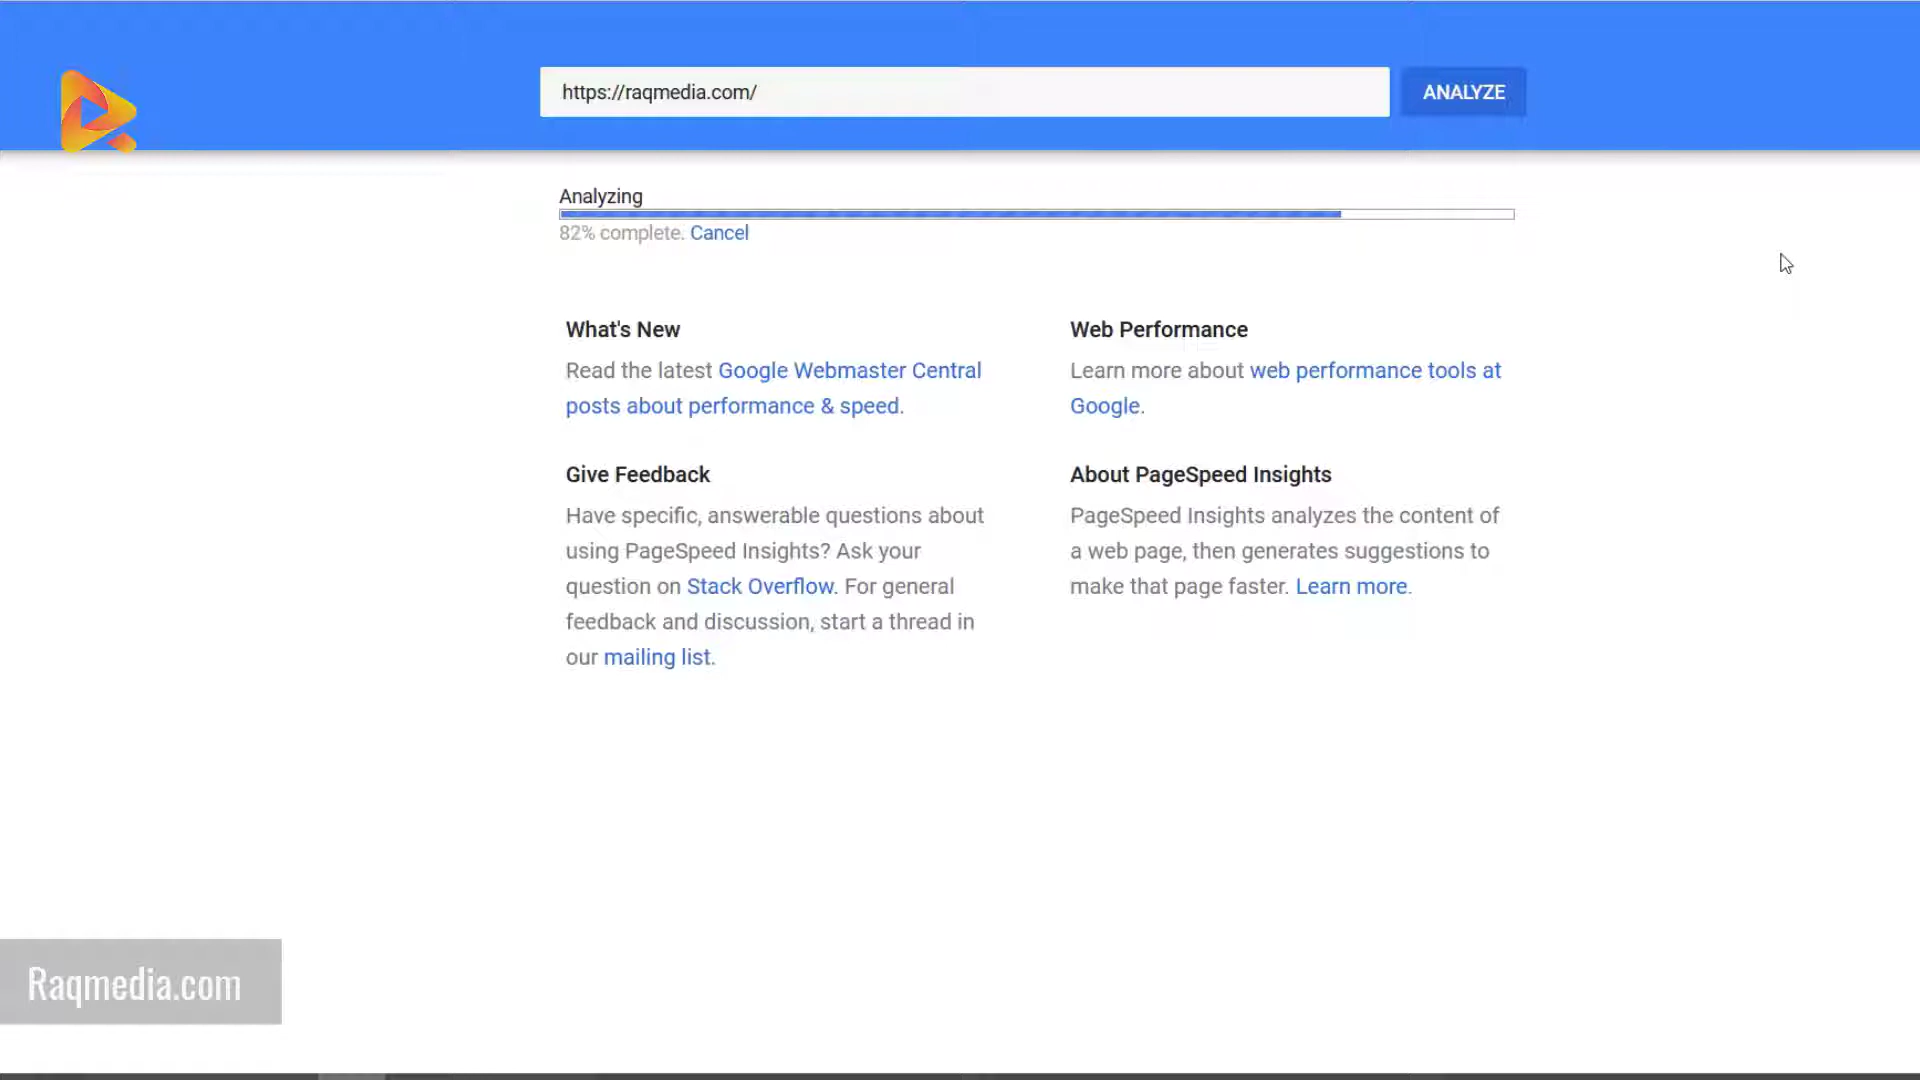 https://raqmedia.com/
ANALYZE
Analyzing
82% complete. Cancel
What's New
Read the latest Google Webmaster Central
posts about performance & speed.
Web Performance
Learn more about web performance tools at
Google.
Give Feedback
Have specific, answerable questions about
using PageSpeed Insights? Ask your
question on Stack Overflow. For general
feedback and discussion, start a thread in
our mailing list.
About PageSpeed Insights
PageSpeed Insights analyzes the content of
a web page, then generates suggestions to
make that page faster. Learn more.
Raqmedia.com